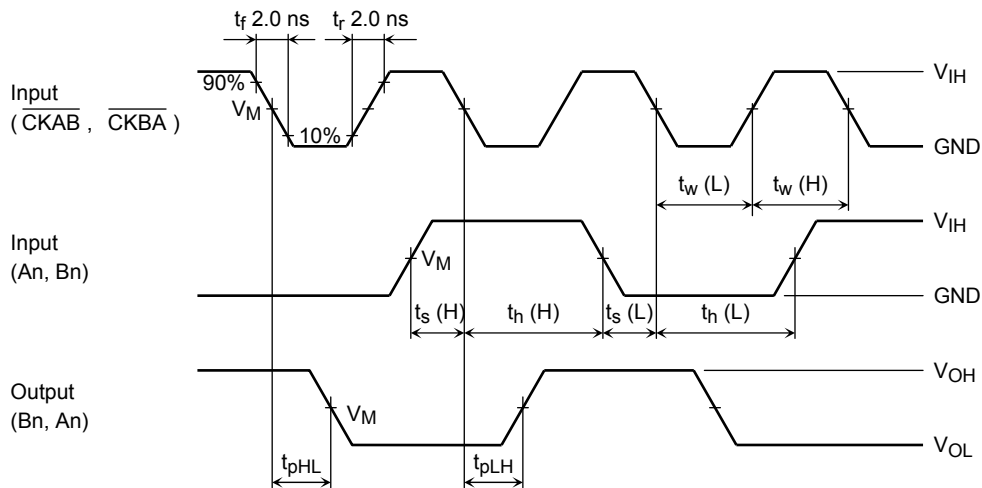 tf 2.0 ns tr 2.0 ns
90%
Input
(CKAB , CKBA )
VM
10%
VIH
GND
tw (L) tw (H)
Input
(An, Bn)
VM
VIH
GND
ts (H) th (H) ts (L) th (L)
Output
(Bn, An)
VM
VOH
VOL
tpHL tpLH